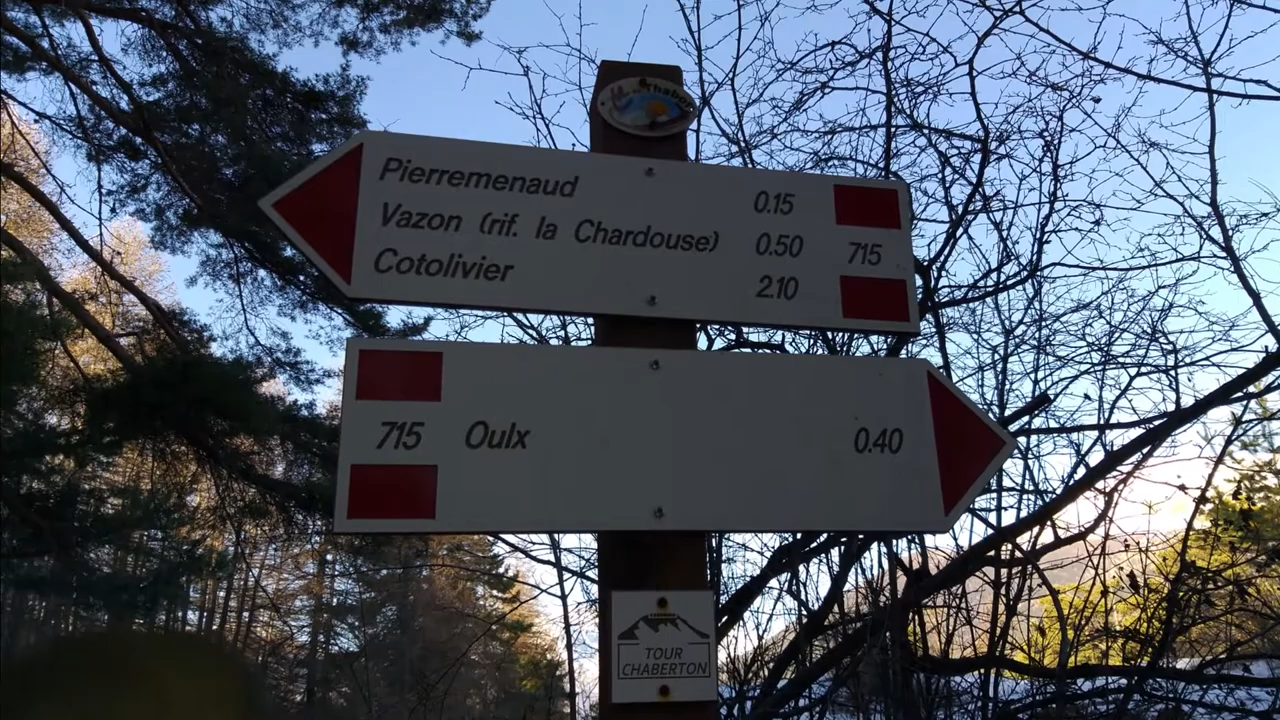 Thabor
Pierremenaud 0.15
Vazon (rif. la Chardouse) 0.50 715
Cotolivier 2.10
715 Oulx 0.40
TOUR
CHABERTON